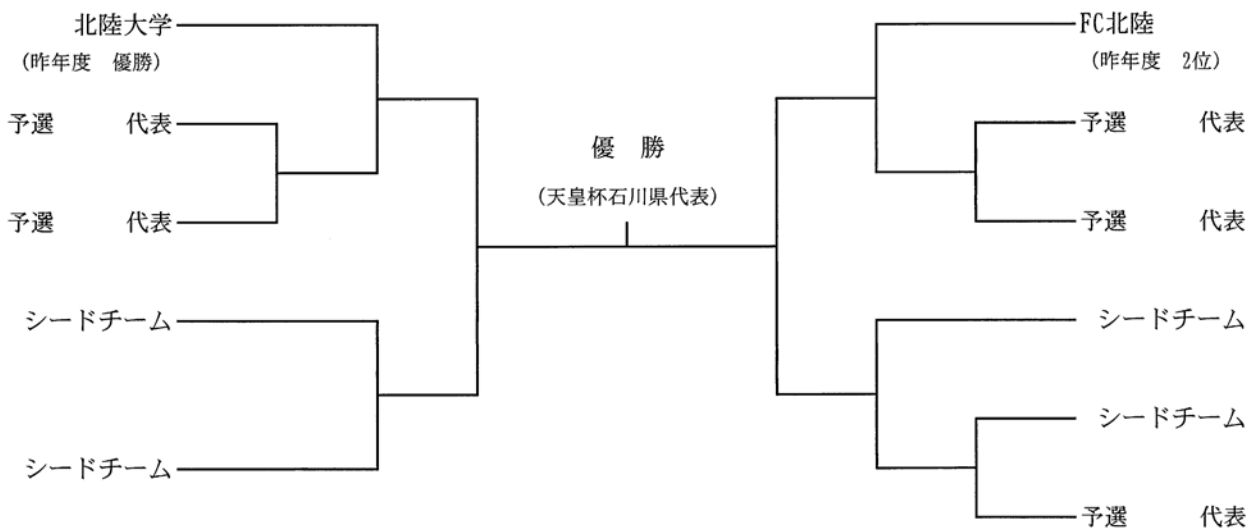 北陸大学
(昨年度　優勝)
予選　　　代表
予選　　　代表
シードチーム
シードチーム
優　勝
(天皇杯石川県代表)
FC北陸
(昨年度　2位)
予選　　　代表
予選　　　代表
シードチーム
シードチーム
予選　　　代表